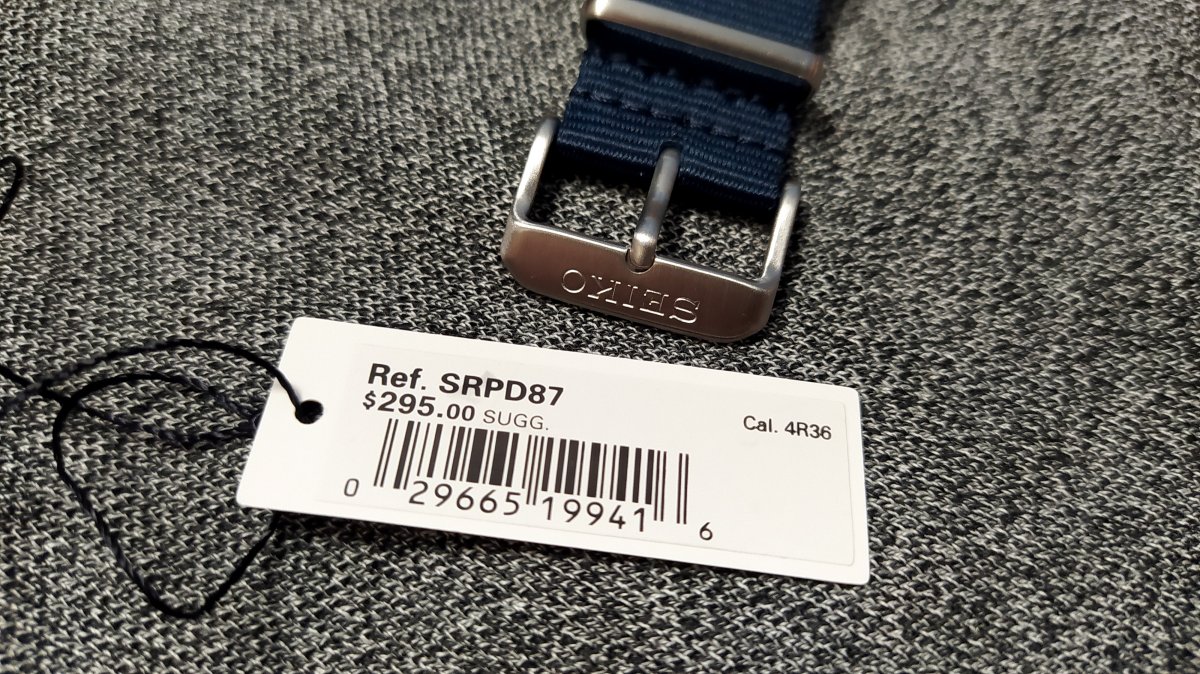 SEIKO
Ref. SRPD87
$295.00 SUGG.
Cal. 4R36
0 29665 19941 6